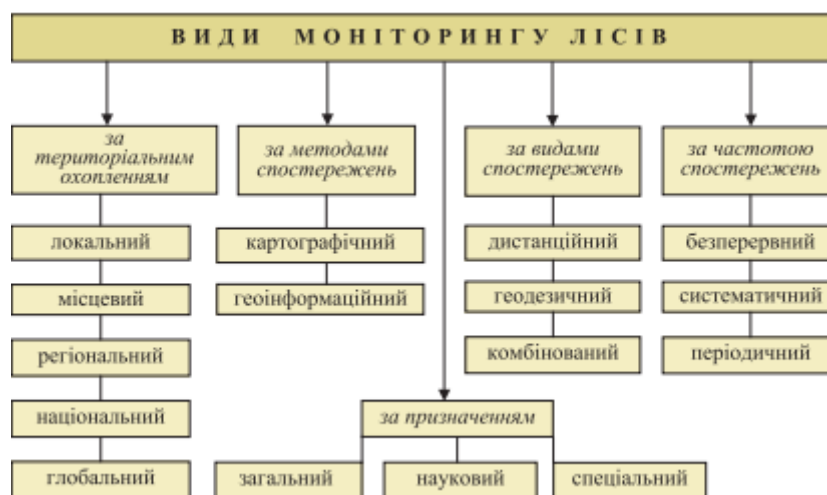 ВИДИ МОНІТОРИНГУ ЛІСІВ
за
територіальним
охопленням
локальний
місцевий
регіональний
національний
глобальний
за методами
спостережень
картографічний
геоінформаційний
за видами
спостережень
дистанційний
геодезичний
комбінований
за частотою
спостережень
безперервний
систематичний
періодичний
за призначенням
загальний
науковий
спеціальний